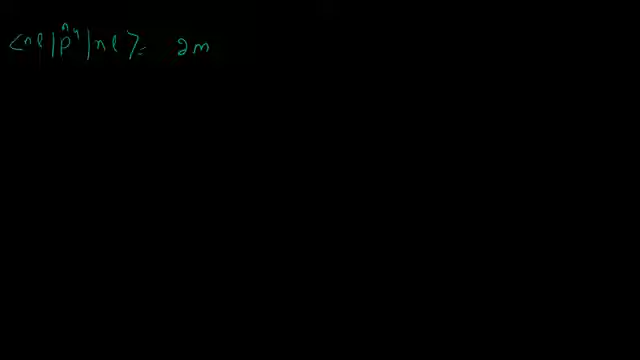 <nl|p̂⁴|nl> = 2m